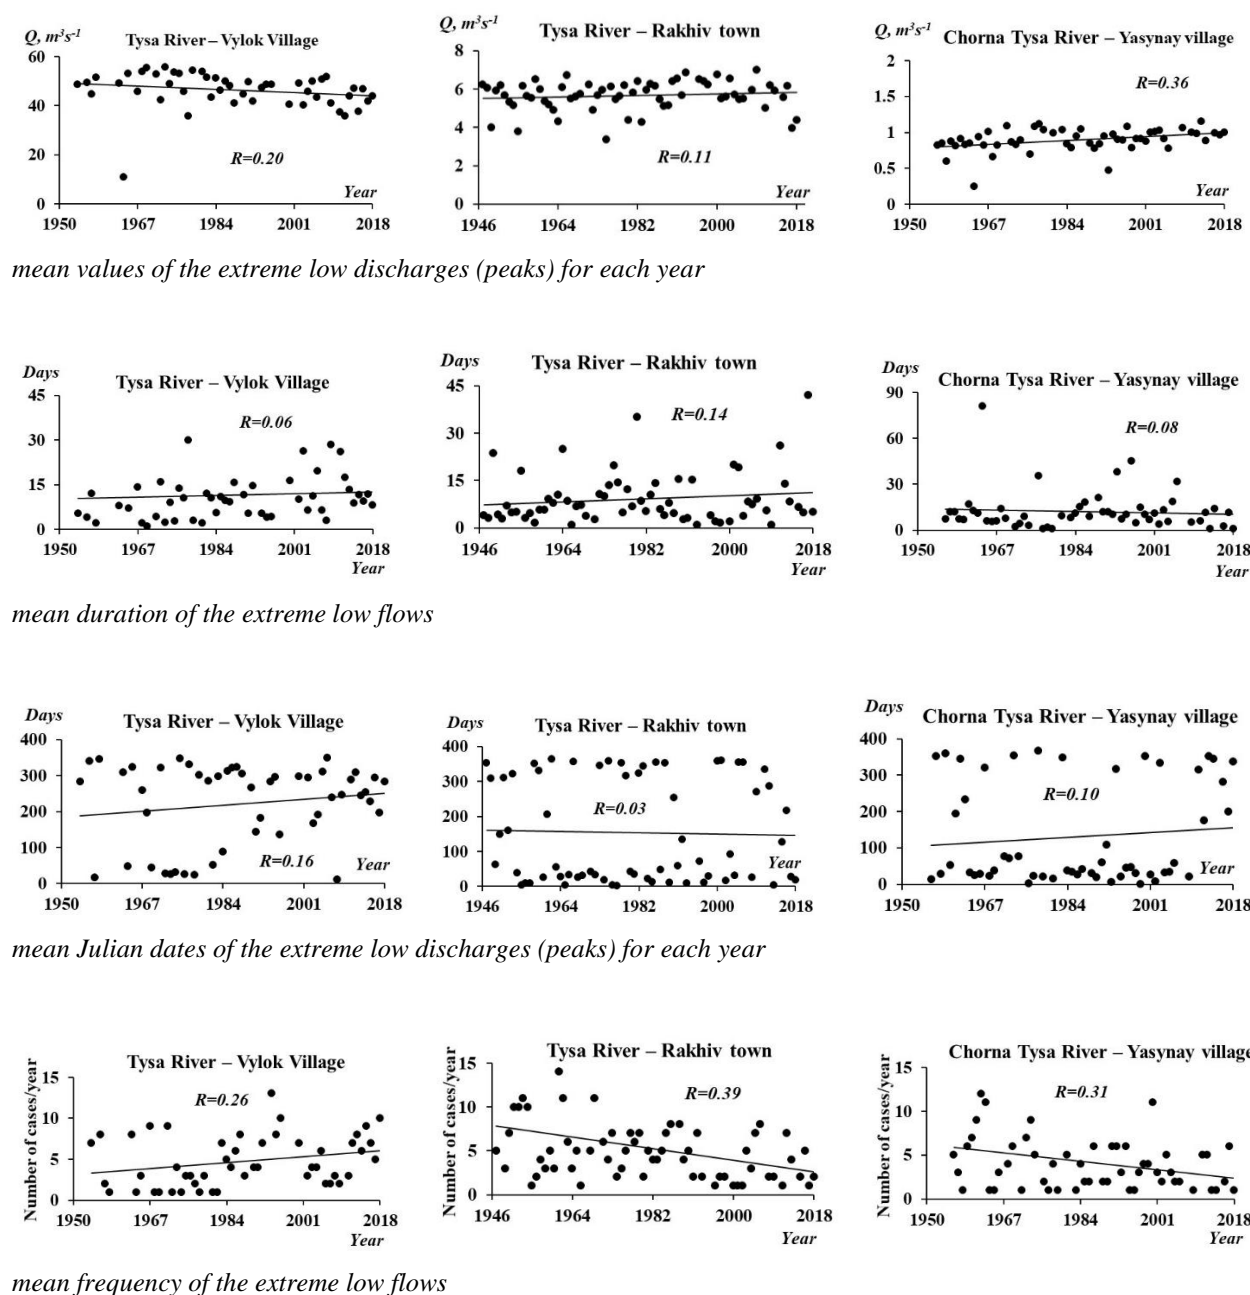 Q, m³s⁻¹
Tysa River – Vylok Village
60
40
20
0
R=0.20
Year
1950 1967 1984 2001 2018
Q, m³s⁻¹
Tysa River – Rakhiv town
8
6
4
2
0
R=0.11
Year
1946 1964 1982 2000 2018
Q, m³s⁻¹
Chorna Tysa River – Yasynay village
2
1.5
1
0.5
0
R=0.36
Year
1950 1967 1984 2001 2018
mean values of the extreme low discharges (peaks) for each year
Days
Tysa River – Vylok Village
45
30
15
0
R=0.06
1950 1967 1984 2001 2018
Year
Days
Tysa River – Rakhiv town
45
30
15
0
R=0.14
1946 1964 1982 2000 2018
Year
Days
Chorna Tysa River – Yasynay village
90
60
30
0
R=0.08
1950 1967 1984 2001 2018
Year
mean duration of the extreme low flows
Days
Tysa River – Vylok Village
400
300
200
100
0
R=0.16
Year
1950 1967 1984 2001 2018
Days
Tysa River – Rakhiv town
400
300
200
100
0
R=0.03
Year
1946 1964 1982 2000 2018
Days
Chorna Tysa River – Yasynay village
400
300
200
100
0
R=0.10
Year
1950 1967 1984 2001 2018
mean Julian dates of the extreme low discharges (peaks) for each year
Number of cases/year
Tysa River – Vylok Village
15
10
5
0
R=0.26
1950 1967 1984 2001 2018
Year
Number of cases/year
Tysa River – Rakhiv town
15
10
5
0
R=0.39
1946 1964 1982 2000 2018
Year
Number of cases/year
Chorna Tysa River – Yasynay village
15
10
5
0
R=0.31
1950 1967 1984 2001 2018
Year
mean frequency of the extreme low flows